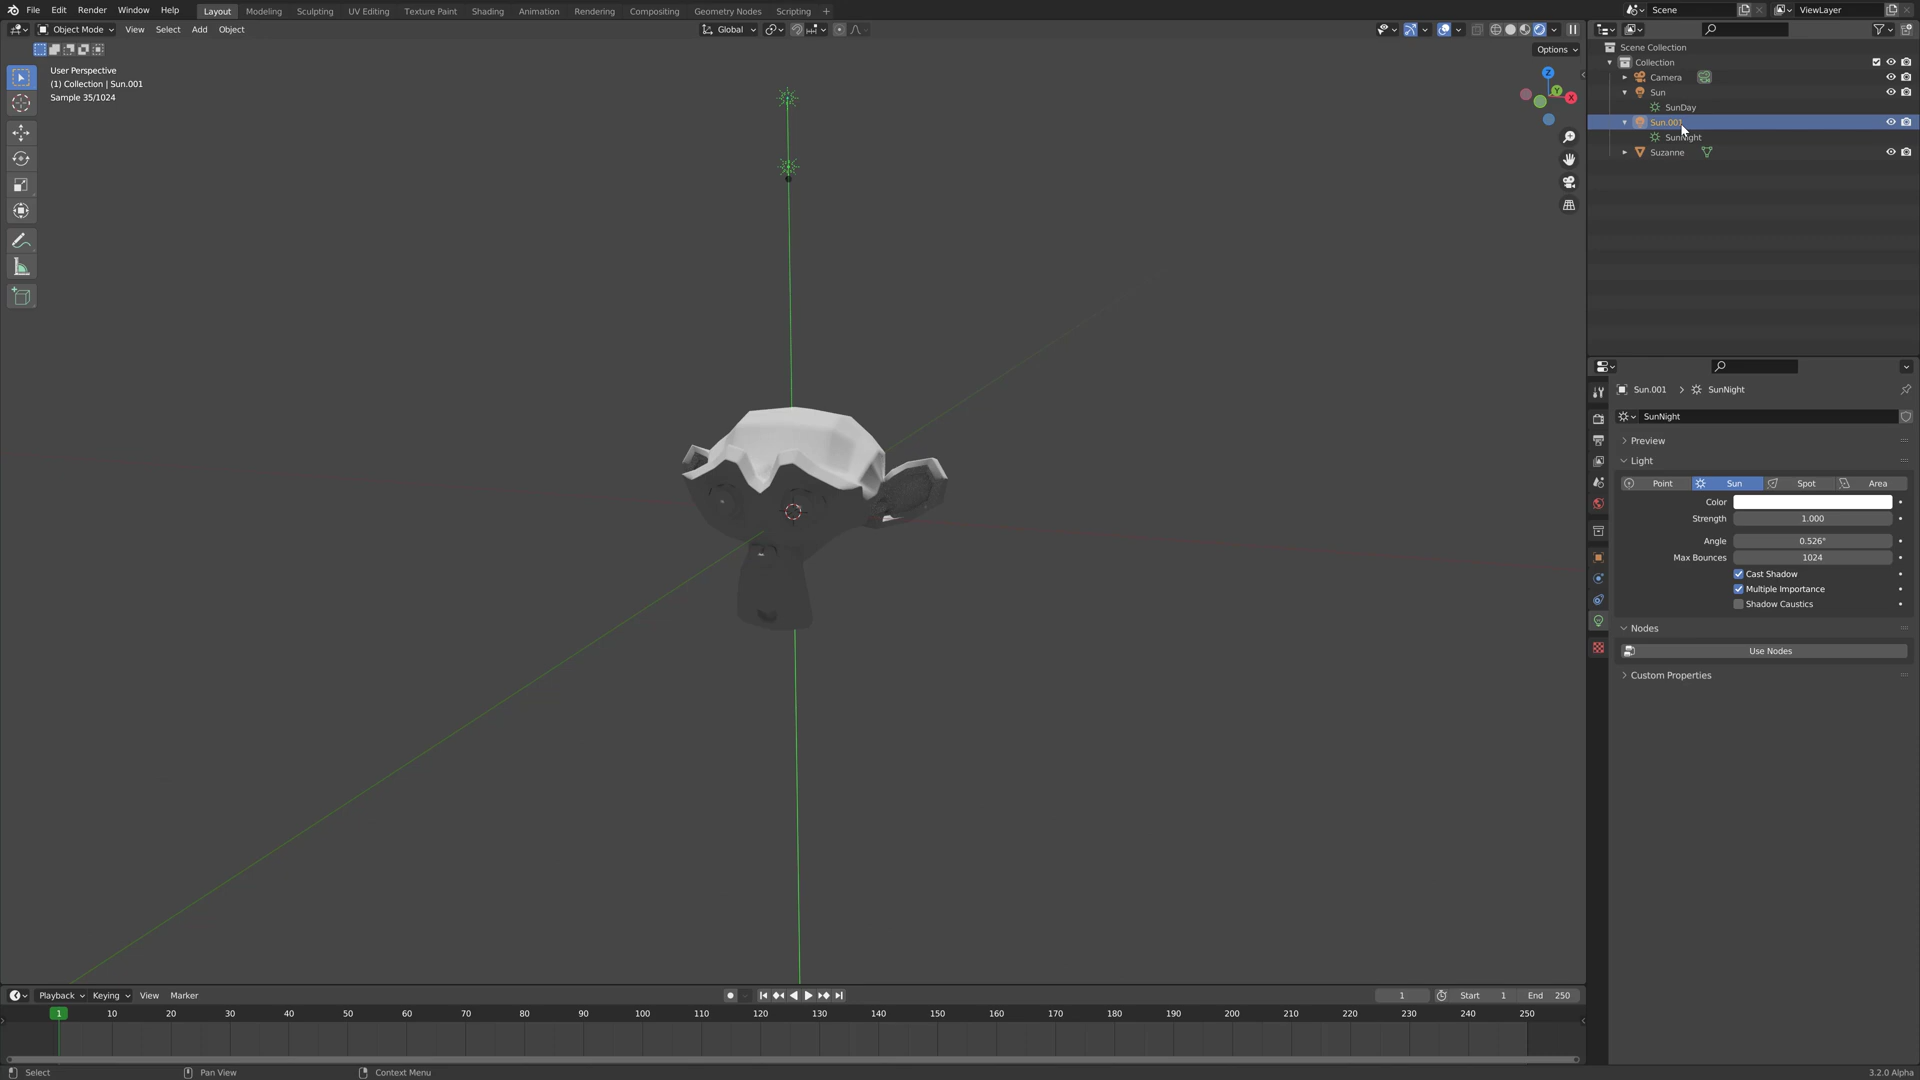 File Edit Render Window Help Layout Modeling Sculpting UV Editing Texture Paint Shading Animation Rendering Compositing Geometry Nodes Scripting + Scene ViewLayer
Object Mode View Select Add Object Global
Options
User Perspective
(1) Collection | Sun.001
Sample 35/1024
Z
Y
X
Scene Collection
Collection
Camera
Sun
SunDay
Sun.001
SunNight
Suzanne
Sun.001 > SunNight
SunNight
Preview
Light
Point Sun Spot Area
Color
Strength 1.000
Angle 0.526°
Max Bounces 1024
Cast Shadow
Multiple Importance
Shadow Caustics
Nodes
Use Nodes
Custom Properties
Playback Keying View Marker 1 Start 1 End 250
1 10 20 30 40 50 60 70 80 90 100 110 120 130 140 150 160 170 180 190 200 210 220 230 240 250
Select Pan View Context Menu 3.2.0 Alpha